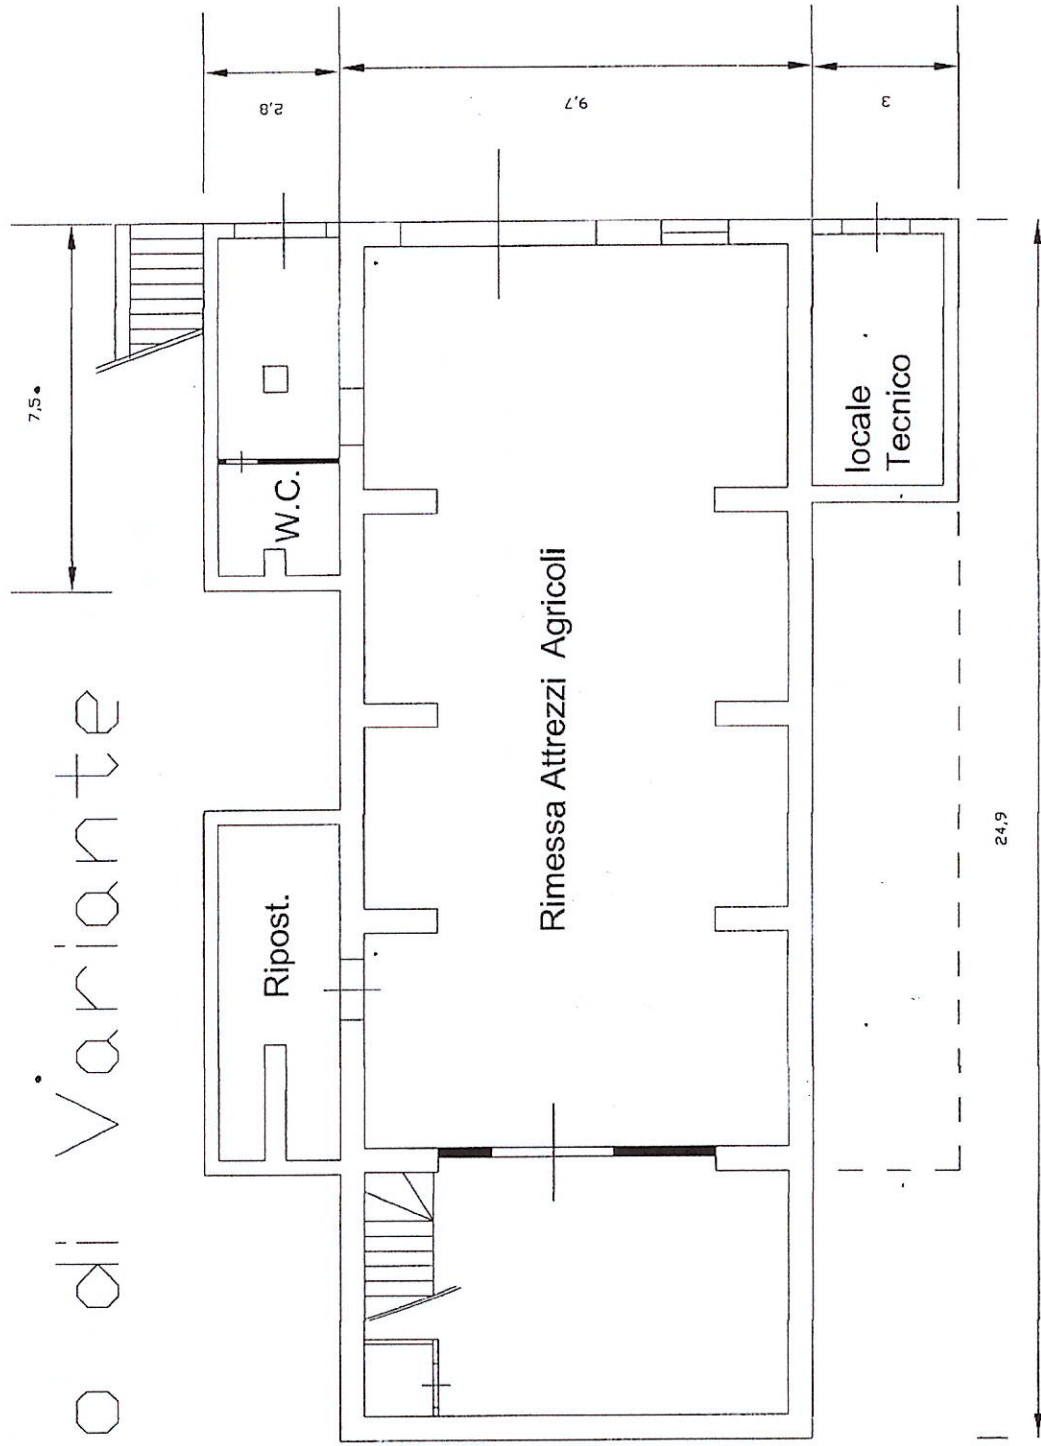 o di Variante
7,5
2,8
9,7
3
W.C.
Ripost.
Rimessa Attrezzi Agricoli
locale
Tecnico
24,9